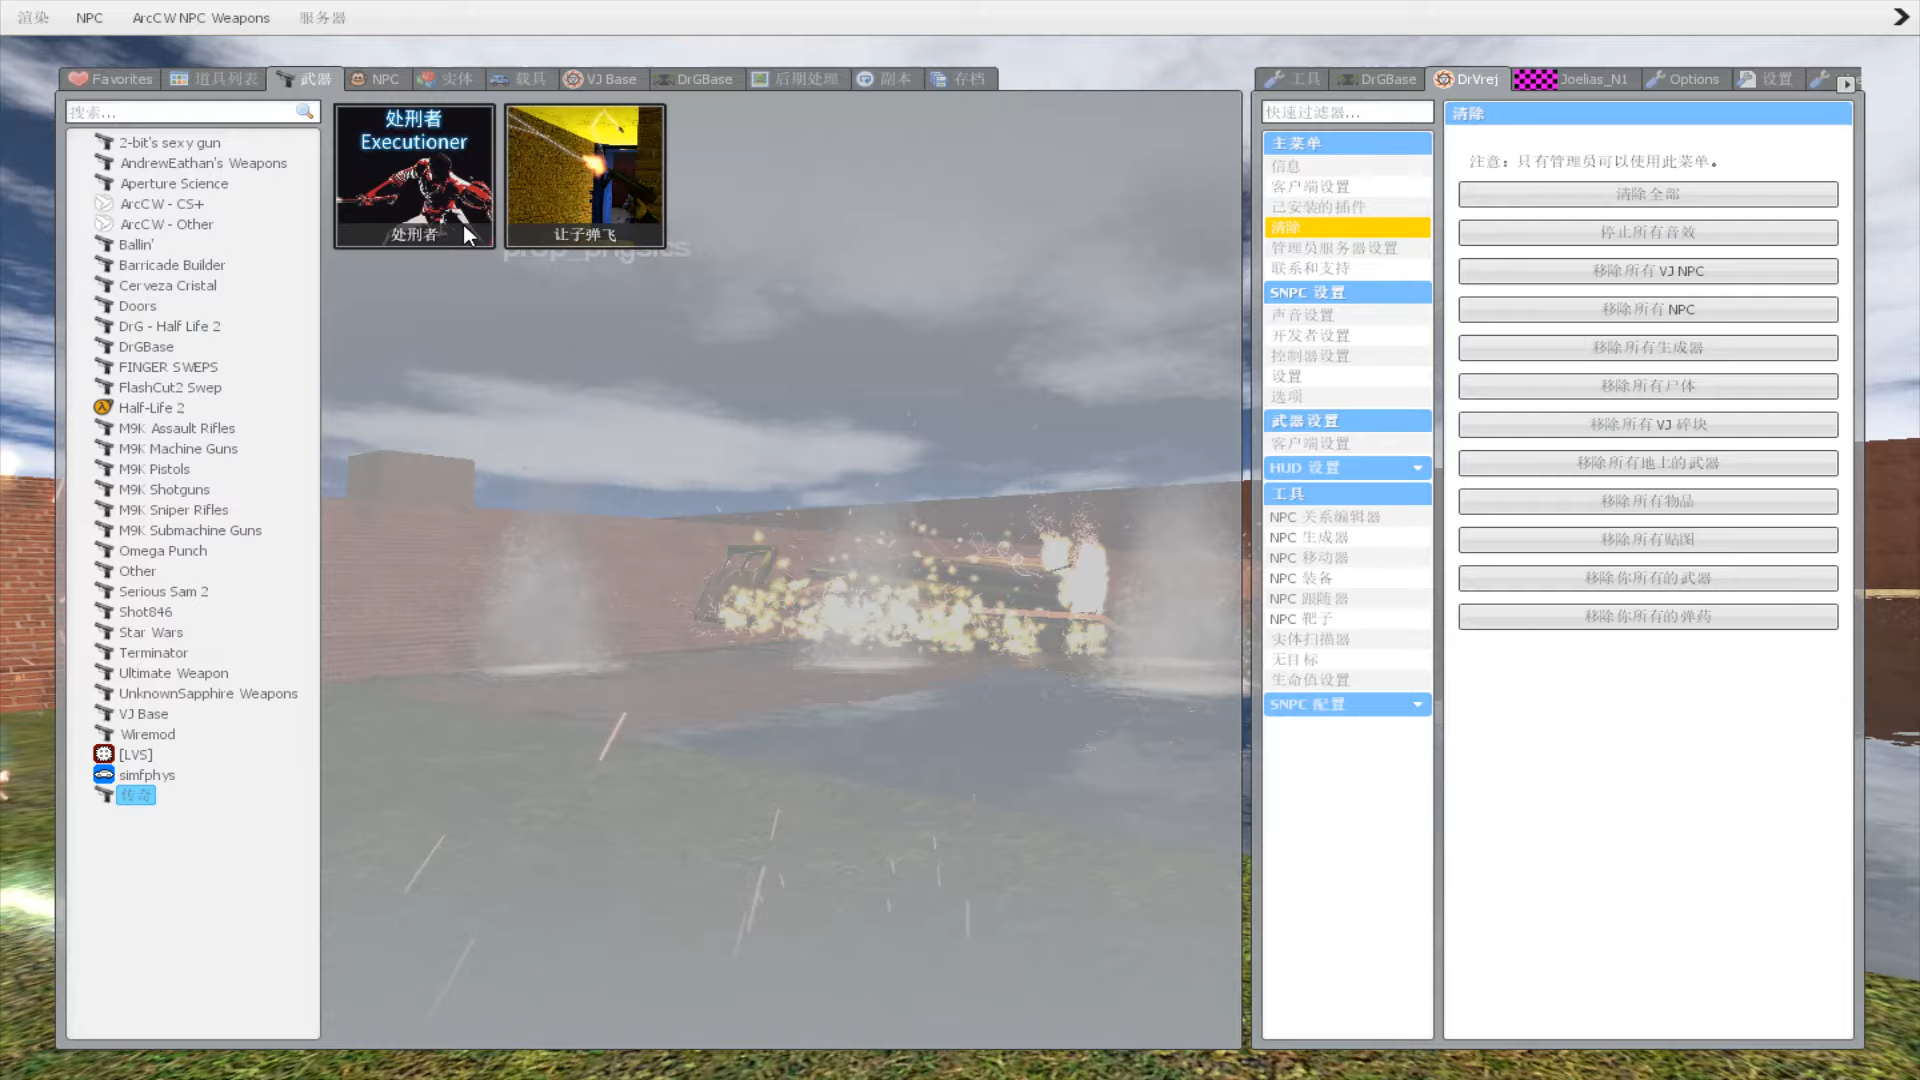 渲染 NPC ArcCW NPC Weapons 服务器
Favorites 道具列表 武器 NPC 实体 载具 VJ Base DrGBase 后期处理 副本 存档
搜索...
2-bit's sexy gun
AndrewEathan's Weapons
Aperture Science
ArcCW - CS+
ArcCW - Other
Ballin'
Barricade Builder
Cerveza Cristal
Doors
DrG - Half Life 2
DrGBase
FINGER SWEPS
FlashCut2 Swep
Half-Life 2
M9K Assault Rifles
M9K Machine Guns
M9K Pistols
M9K Shotguns
M9K Sniper Rifles
M9K Submachine Guns
Omega Punch
Other
Serious Sam 2
Shot846
Star Wars
Terminator
Ultimate Weapon
UnknownSapphire Weapons
VJ Base
Wiremod
[LVS]
simfphys
传奇
处刑者
Executioner
处刑者
让子弹飞
prop_physics
工具 DrGBase DrVrej Joelias_N1 Options 设置
快速过滤器...
主菜单
信息
客户端设置
已安装的插件
清除
管理员服务器设置
联系和支持
SNPC 设置
声音设置
开发者设置
控制器设置
设置
选项
武器设置
客户端设置
HUD 设置
工具
NPC 关系编辑器
NPC 生成器
NPC 移动器
NPC 装备
NPC 跟随器
NPC 靶子
实体扫描器
无目标
生命值设置
SNPC 配置
清除
注意：只有管理员可以使用此菜单。
清除全部
停止所有音效
移除所有 VJ NPC
移除所有 NPC
移除所有生成器
移除所有尸体
移除所有 VJ 碎块
移除所有地上的武器
移除所有物品
移除所有贴图
移除你所有的武器
移除你所有的弹药